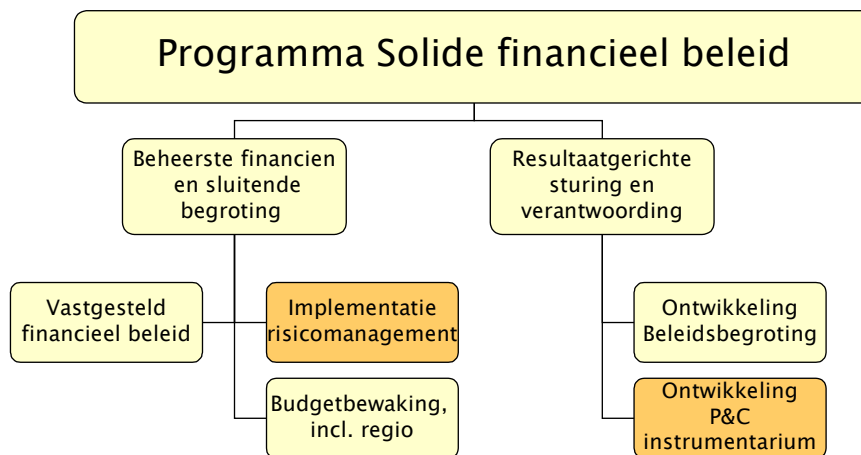 Programma Solide financieel beleid
Beheerste financien
en sluitende
begroting
Resultaatgerichte
sturing en
verantwoording
Vastgesteld
financieel beleid
Implementatie
risicomanagement
Ontwikkeling
Beleidsbegroting
Budgetbewaking,
incl. regio
Ontwikkeling
P&C
instrumentarium